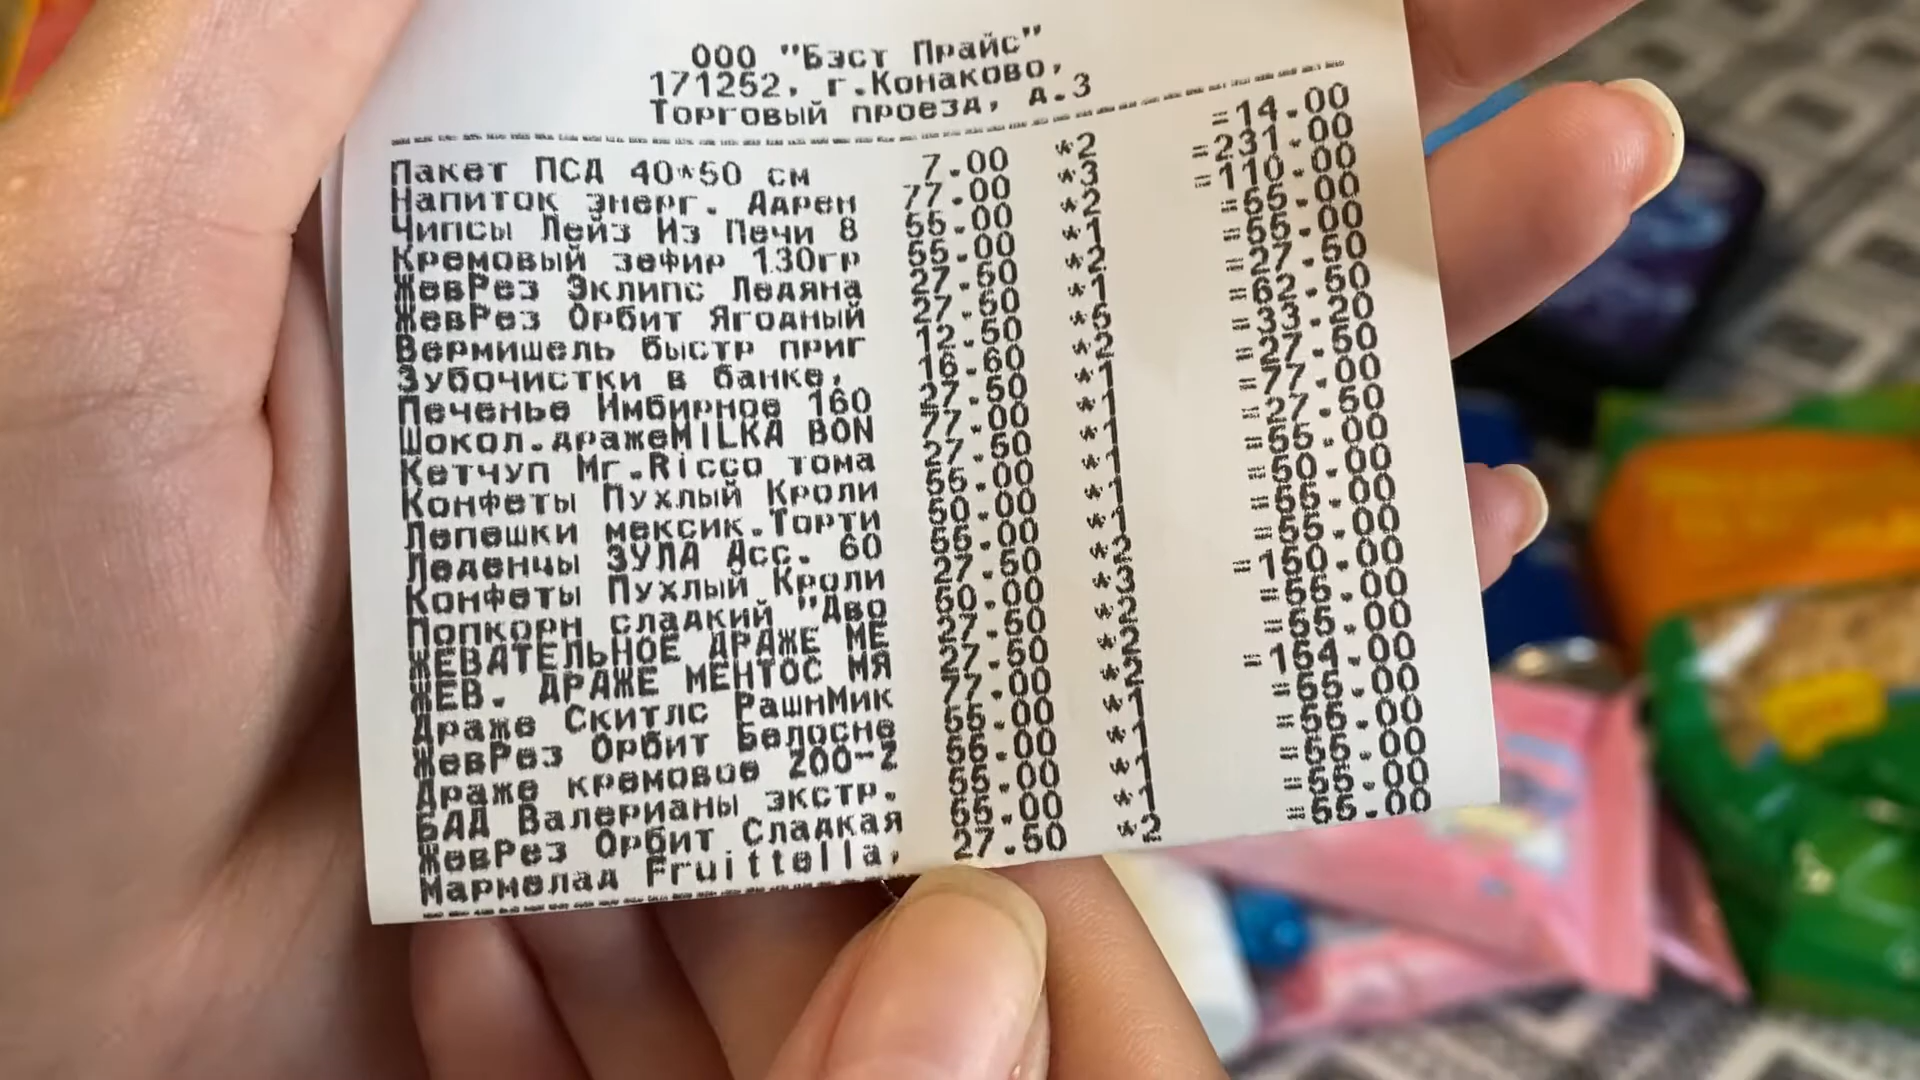 ООО "Бэст Прайс"
171252, г.Конаково,
Торговый проезд, д.3
Пакет ПСД 40*50 см 7.00 *2 =14.00
Напиток энерг. Адрен 77.00 *3 =231.00
Чипсы Лейз Из Печи 8 55.00 *2 =110.00
Кремовый зефир 130гр 55.00 *1 =55.00
ЖевРез Эклипс Ледяна 27.50 *2 =55.00
ЖевРез Орбит Ягодный 27.50 *1 =27.50
Вермишель быстр приг 12.50 *5 =62.50
Зубочистки в банке, 16.60 *2 =33.20
Печенье Имбирное 160 27.50 *1 =27.50
Шокол.дражеMILKA BON 77.00 *1 =77.00
Кетчуп Mr.Ricco тома 27.50 *1 =27.50
Конфеты Пухлый Кроли 55.00 *1 =55.00
Лепешки мексик.Торти 50.00 *1 =50.00
Леденцы ЗУЛА Асс. 60 55.00 *1 =55.00
Конфеты Пухлый Кроли 27.50 *2 =55.00
Попкорн сладкий "Дво 50.00 *3 =150.00
ЖЕВАТЕЛЬНОЕ ДРАЖЕ МЕ 27.50 *2 =55.00
ЖЕВ. ДРАЖЕ МЕНТОС МЯ 27.50 *2 =55.00
Драже Скитлс РашнМик 77.00 *2 =154.00
ЖевРез Орбит Белосне 55.00 *1 =55.00
Драже кремовое 200-2 55.00 *1 =55.00
БАД Валерианы экстр. 55.00 *1 =55.00
ЖевРез Орбит Сладкая 55.00 *1 =55.00
Мармелад Fruittella, 27.50 *2 =55.00